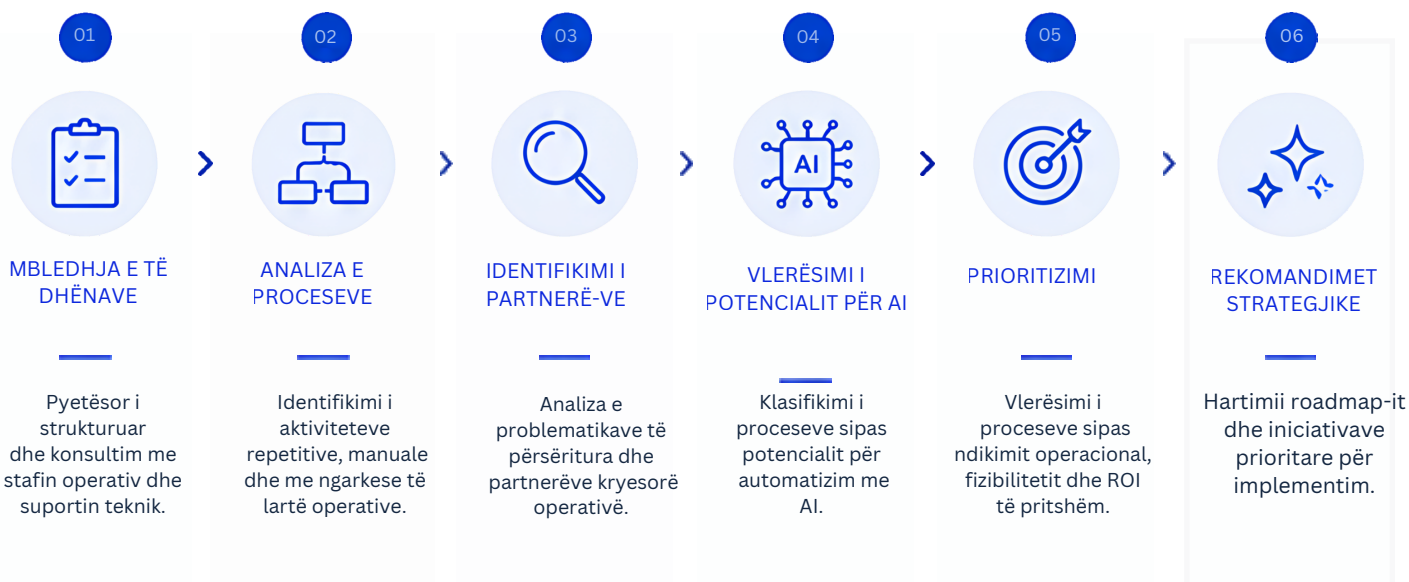 01
MBLEDHJA E TË
DHËNAVE
Pyetësor i
strukturuar
dhe konsultim me
stafin operativ dhe
suportin teknik.
02
ANALIZA E
PROCESEVE
Identifikimi i
aktiviteteve
repetitive, manuale
dhe me ngarkese të
lartë operative.
03
IDENTIFIKIMI I
PARTNERË-VE
Analiza e
problematikave të
përsëritura dhe
partnerëve kryesorë
operativë.
04
AI
VLERËSIMI I
POTENCIALIT PËR AI
Klasifikimi i
proceseve sipas
potencialit për
automatizim me
AI.
05
PRIORITIZIMI
Vlerësimi i
proceseve sipas
ndikimit operacional,
fizibilitetit dhe ROI
të pritshëm.
06
REKOMANDIMET
STRATEGJIKE
Hartimii roadmap-it
dhe iniciativave
prioritare për
implementim.